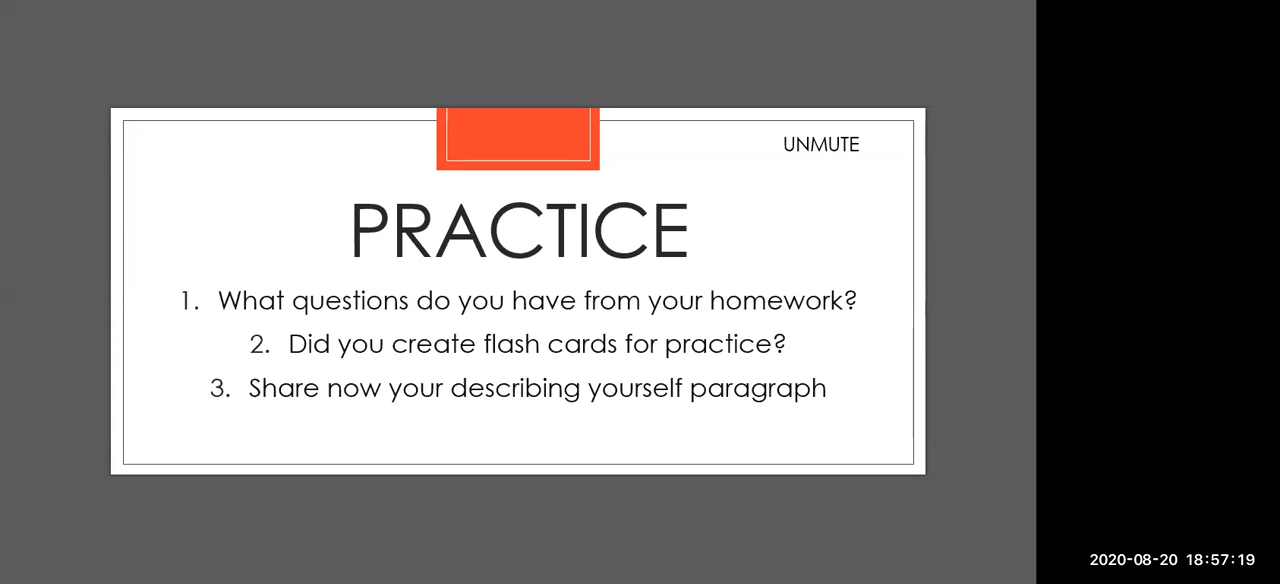 UNMUTE
PRACTICE
1. What questions do you have from your homework?
2. Did you create flash cards for practice?
3. Share now your describing yourself paragraph
2020-08-20 18:57:19